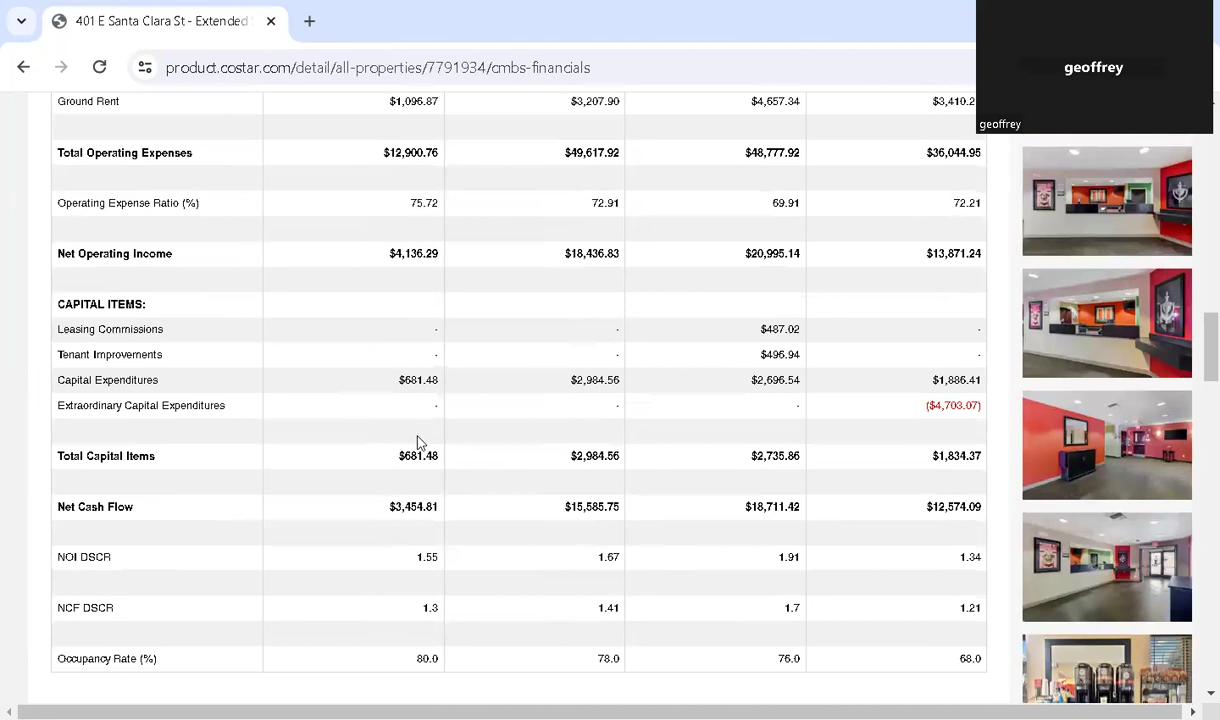 401 E Santa Clara St - Extended
product.costar.com/detail/all-properties/7791934/cmbs-financials
geoffrey
geoffrey
Ground Rent $1,096.87 $3,207.90 $4,657.34 $3,410.2
Total Operating Expenses $12,900.76 $49,617.92 $48,777.92 $36,044.95
Operating Expense Ratio (%) 75.72 72.91 69.91 72.21
Net Operating Income $4,136.29 $18,436.83 $20,995.14 $13,871.24
CAPITAL ITEMS:
Leasing Commissions - - $487.02 -
Tenant Improvements - - $496.94 -
Capital Expenditures $681.48 $2,984.56 $2,696.54 $1,886.41
Extraordinary Capital Expenditures - - - ($4,703.07)
Total Capital Items $681.48 $2,984.56 $2,735.86 $1,834.37
Net Cash Flow $3,454.81 $15,585.75 $18,711.42 $12,574.09
NOI DSCR 1.55 1.67 1.91 1.34
NCF DSCR 1.3 1.41 1.7 1.21
Occupancy Rate (%) 80.0 78.0 76.0 68.0